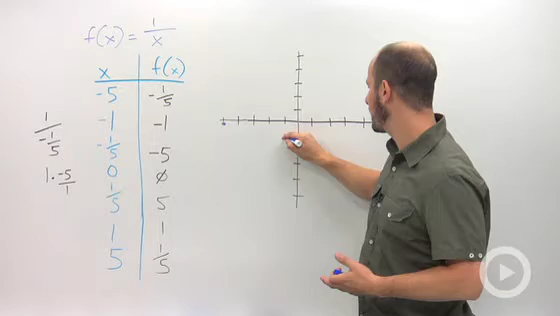 f(x) = 1/x
x f(x)
-5 -1/5
-1 -1
-1/5 -5
0 ∅
1/5 5
1 1
5 1/5
1/(-1/5)
1 · -5/1